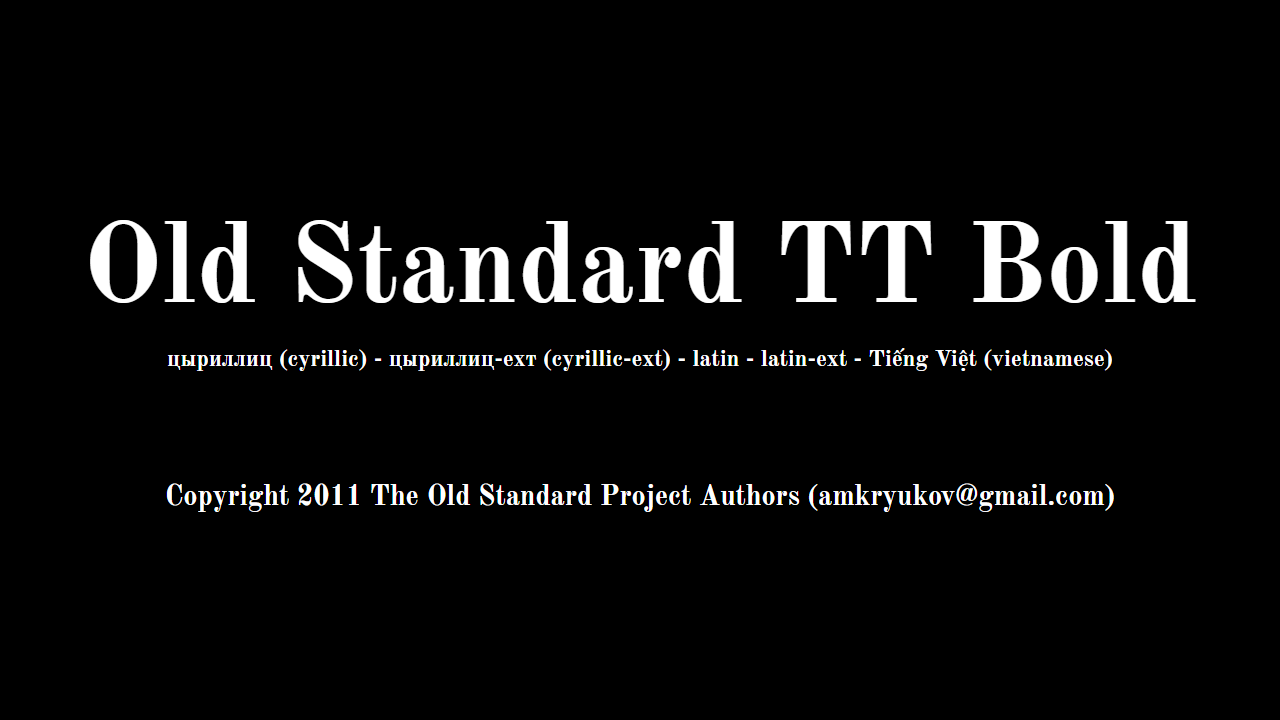 Old Standard TT Bold
цыриллиц (cyrillic) - цыриллиц-ехт (cyrillic-ext) - latin - latin-ext - Tiếng Việt (vietnamese)
Copyright 2011 The Old Standard Project Authors (amkryukov@gmail.com)